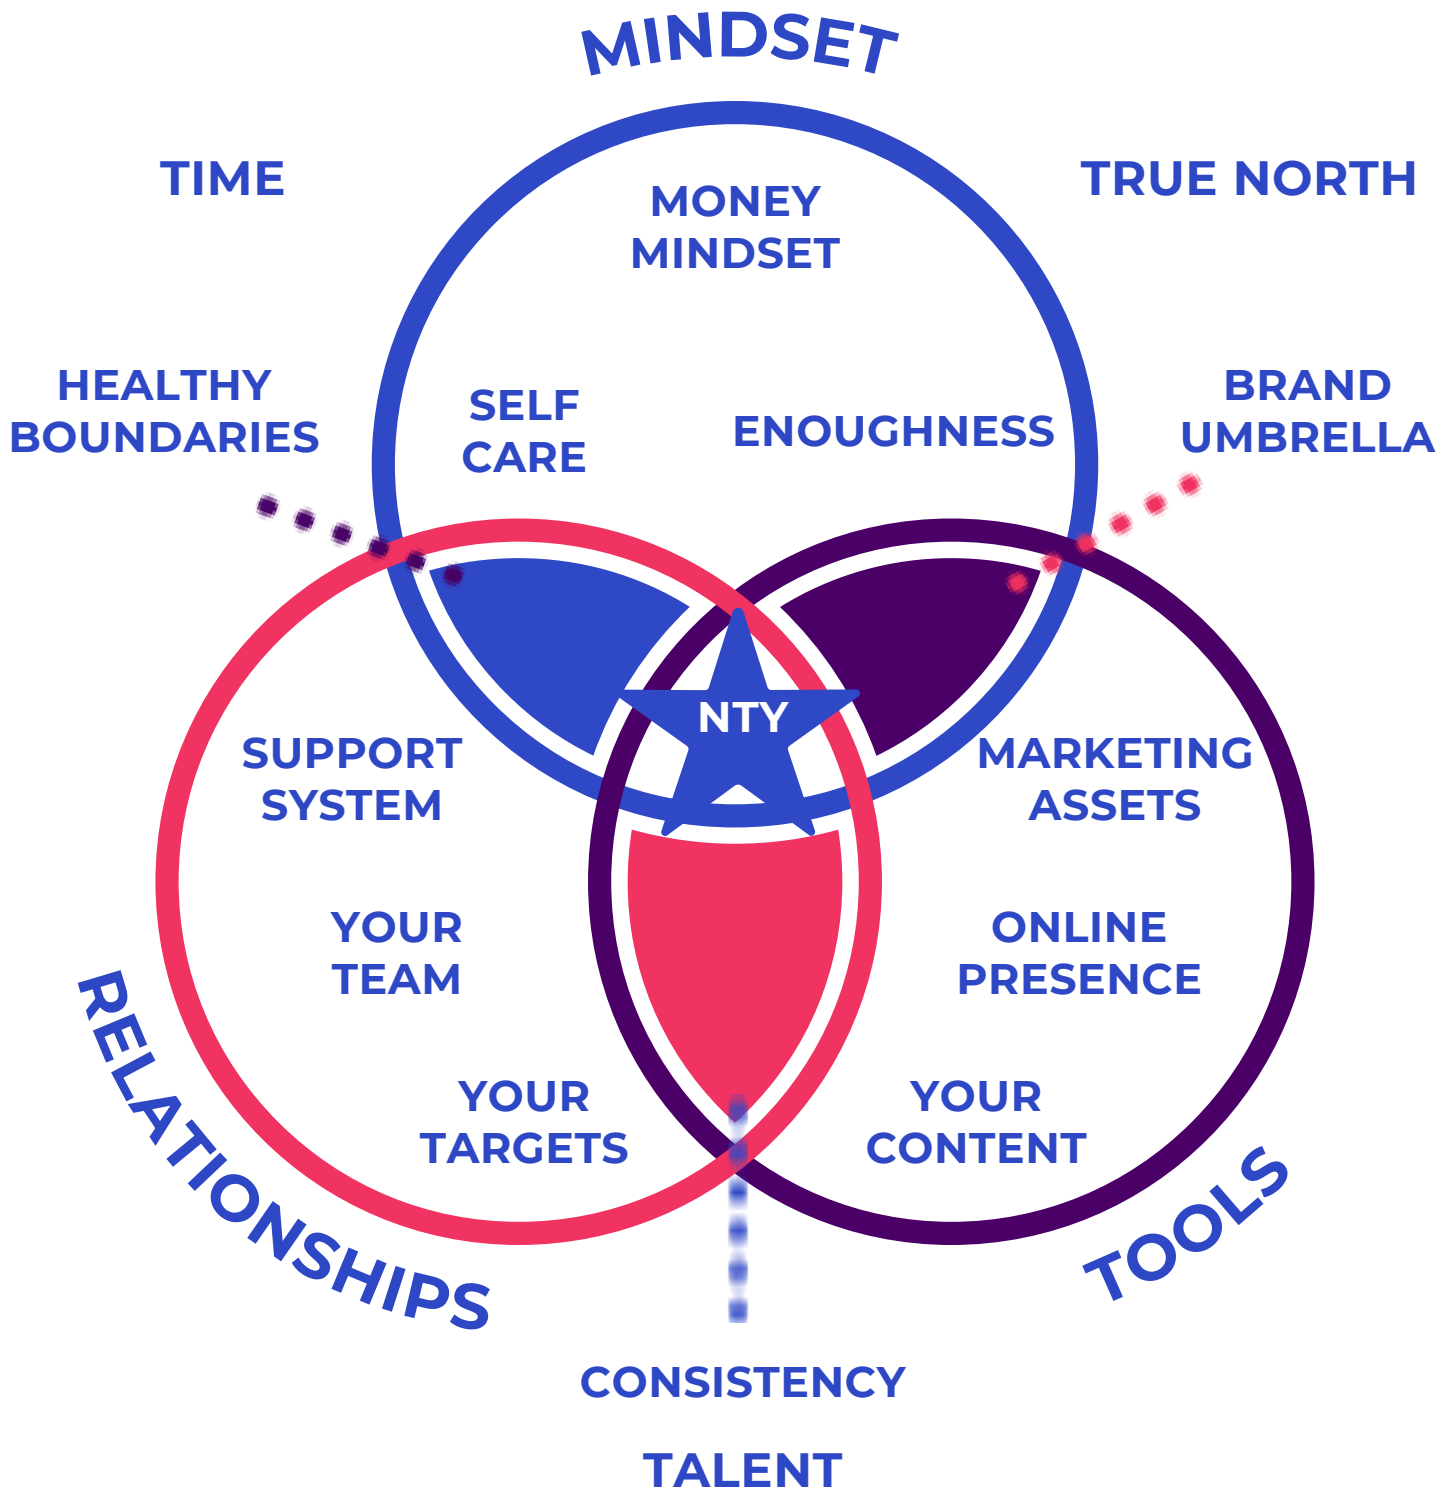 MINDSET
TIME
TRUE NORTH
MONEY
MINDSET
HEALTHY
BOUNDARIES
SELF
CARE
ENOUGHNESS
BRAND
UMBRELLA
NTY
SUPPORT
SYSTEM
MARKETING
ASSETS
YOUR
TEAM
ONLINE
PRESENCE
YOUR
TARGETS
YOUR
CONTENT
RELATIONSHIPS
TOOLS
CONSISTENCY
TALENT